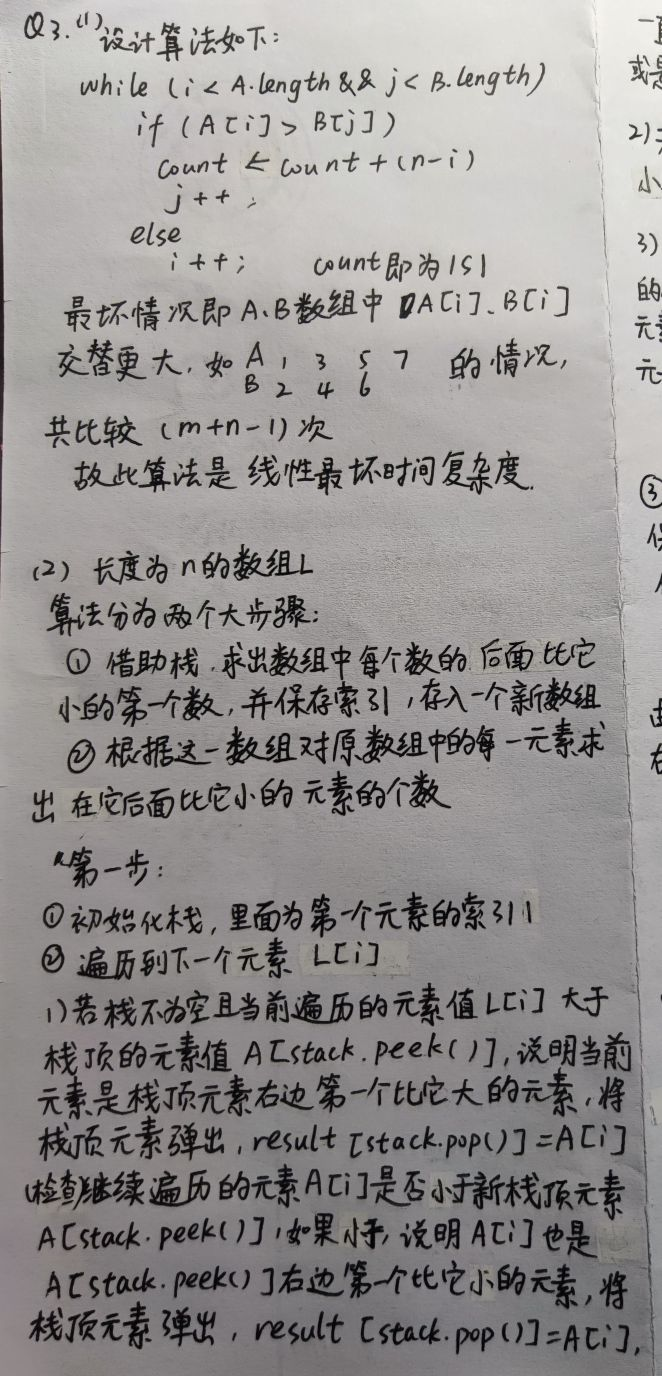 Q3.(1) 设计算法如下:
while (i < A.length && j < B.length)
if (A[i] > B[j])
count ← count + (n-i)
j++;
else
i++; count即为|S|
最坏情况即A、B数组中 A[i]、B[i]
交替更大,如 A 1 3 5 7 的情况,
B 2 4 6
共比较 (m+n-1) 次
故此算法是线性最坏时间复杂度.
(2) 长度为n的数组L
算法分为两个大步骤:
① 借助栈.求出数组中每个数的后面比它
小的第一个数,并保存索引,存入一个新数组
② 根据这一数组对原数组中的每一元素求
出在它后面比它小的元素的个数
第一步:
①初始化栈,里面为第一个元素的索引1
② 遍历到下一个元素 L[i]
1)若栈不为空且当前遍历的元素值L[i]大于
栈顶的元素值A[stack.peek()],说明当前
元素是栈顶元素右边第一个比它大的元素,将
栈顶元素弹出,result[stack.pop()]=A[i]
检查继续遍历的元素A[i]是否小于新栈顶元素
A[stack.peek()],如果小于,说明A[i]也是
A[stack.peek()]右边第一个比它小的元素,将
栈顶元素弹出,result[stack.pop()]=A[i],
或是
2)
小
3)
的
元素
元
③